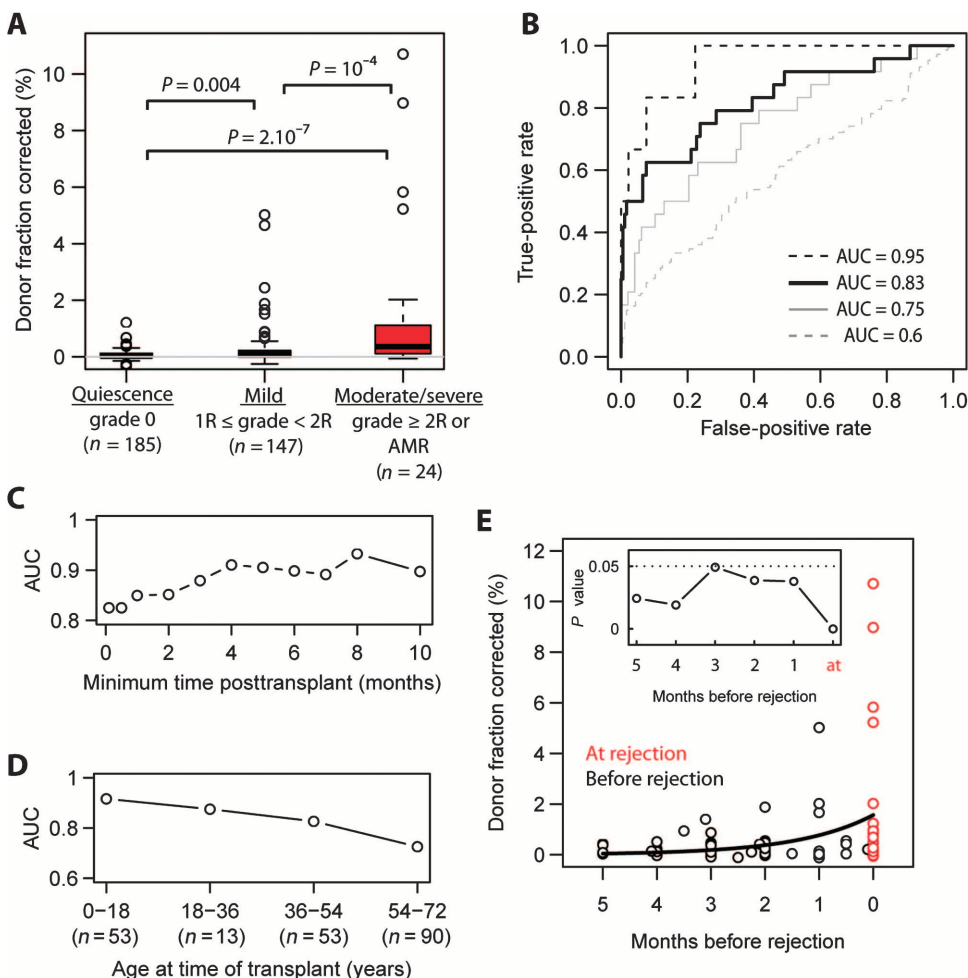 A
Donor fraction corrected (%)
10
8
6
4
2
0
P = 0.004
P = 10⁻⁴
P = 2.10⁻⁷
Quiescence
grade 0
(n = 185)
Mild
1R ≤ grade < 2R
(n = 147)
Moderate/severe
grade ≥ 2R or
AMR
(n = 24)
B
True-positive rate
1.0
0.8
0.6
0.4
0.2
0.0
AUC = 0.95
AUC = 0.83
AUC = 0.75
AUC = 0.6
0.0 0.2 0.4 0.6 0.8 1.0
False-positive rate
C
AUC
1
0.9
0.8
0 2 4 6 8 10
Minimum time posttransplant (months)
D
AUC
1
0.8
0.6
0–18 18–36 36–54 54–72
(n = 53) (n = 13) (n = 53) (n = 90)
Age at time of transplant (years)
E
Donor fraction corrected (%)
12
10
8
6
4
2
0
P value
0.05
0
5 4 3 2 1 at
Months before rejection
At rejection
Before rejection
5 4 3 2 1 0
Months before rejection